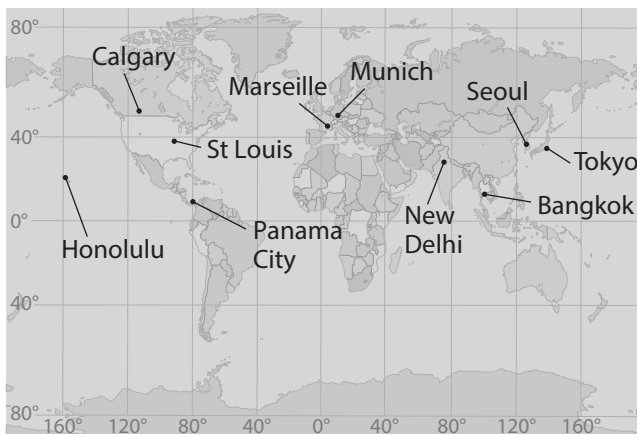 80°
Calgary
Marseille
Munich
Seoul
40°
St Louis
Tokyo
Bangkok
0°
Honolulu
Panama
City
New
Delhi
40°
80°
160° 120° 80° 40° 0° 40° 80° 120° 160°